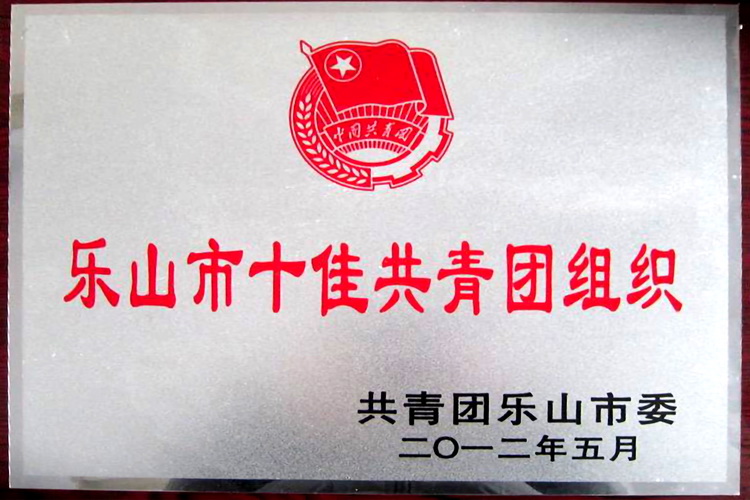 中国共青团
乐山市十佳共青团组织
共青团乐山市委
二〇一二年五月